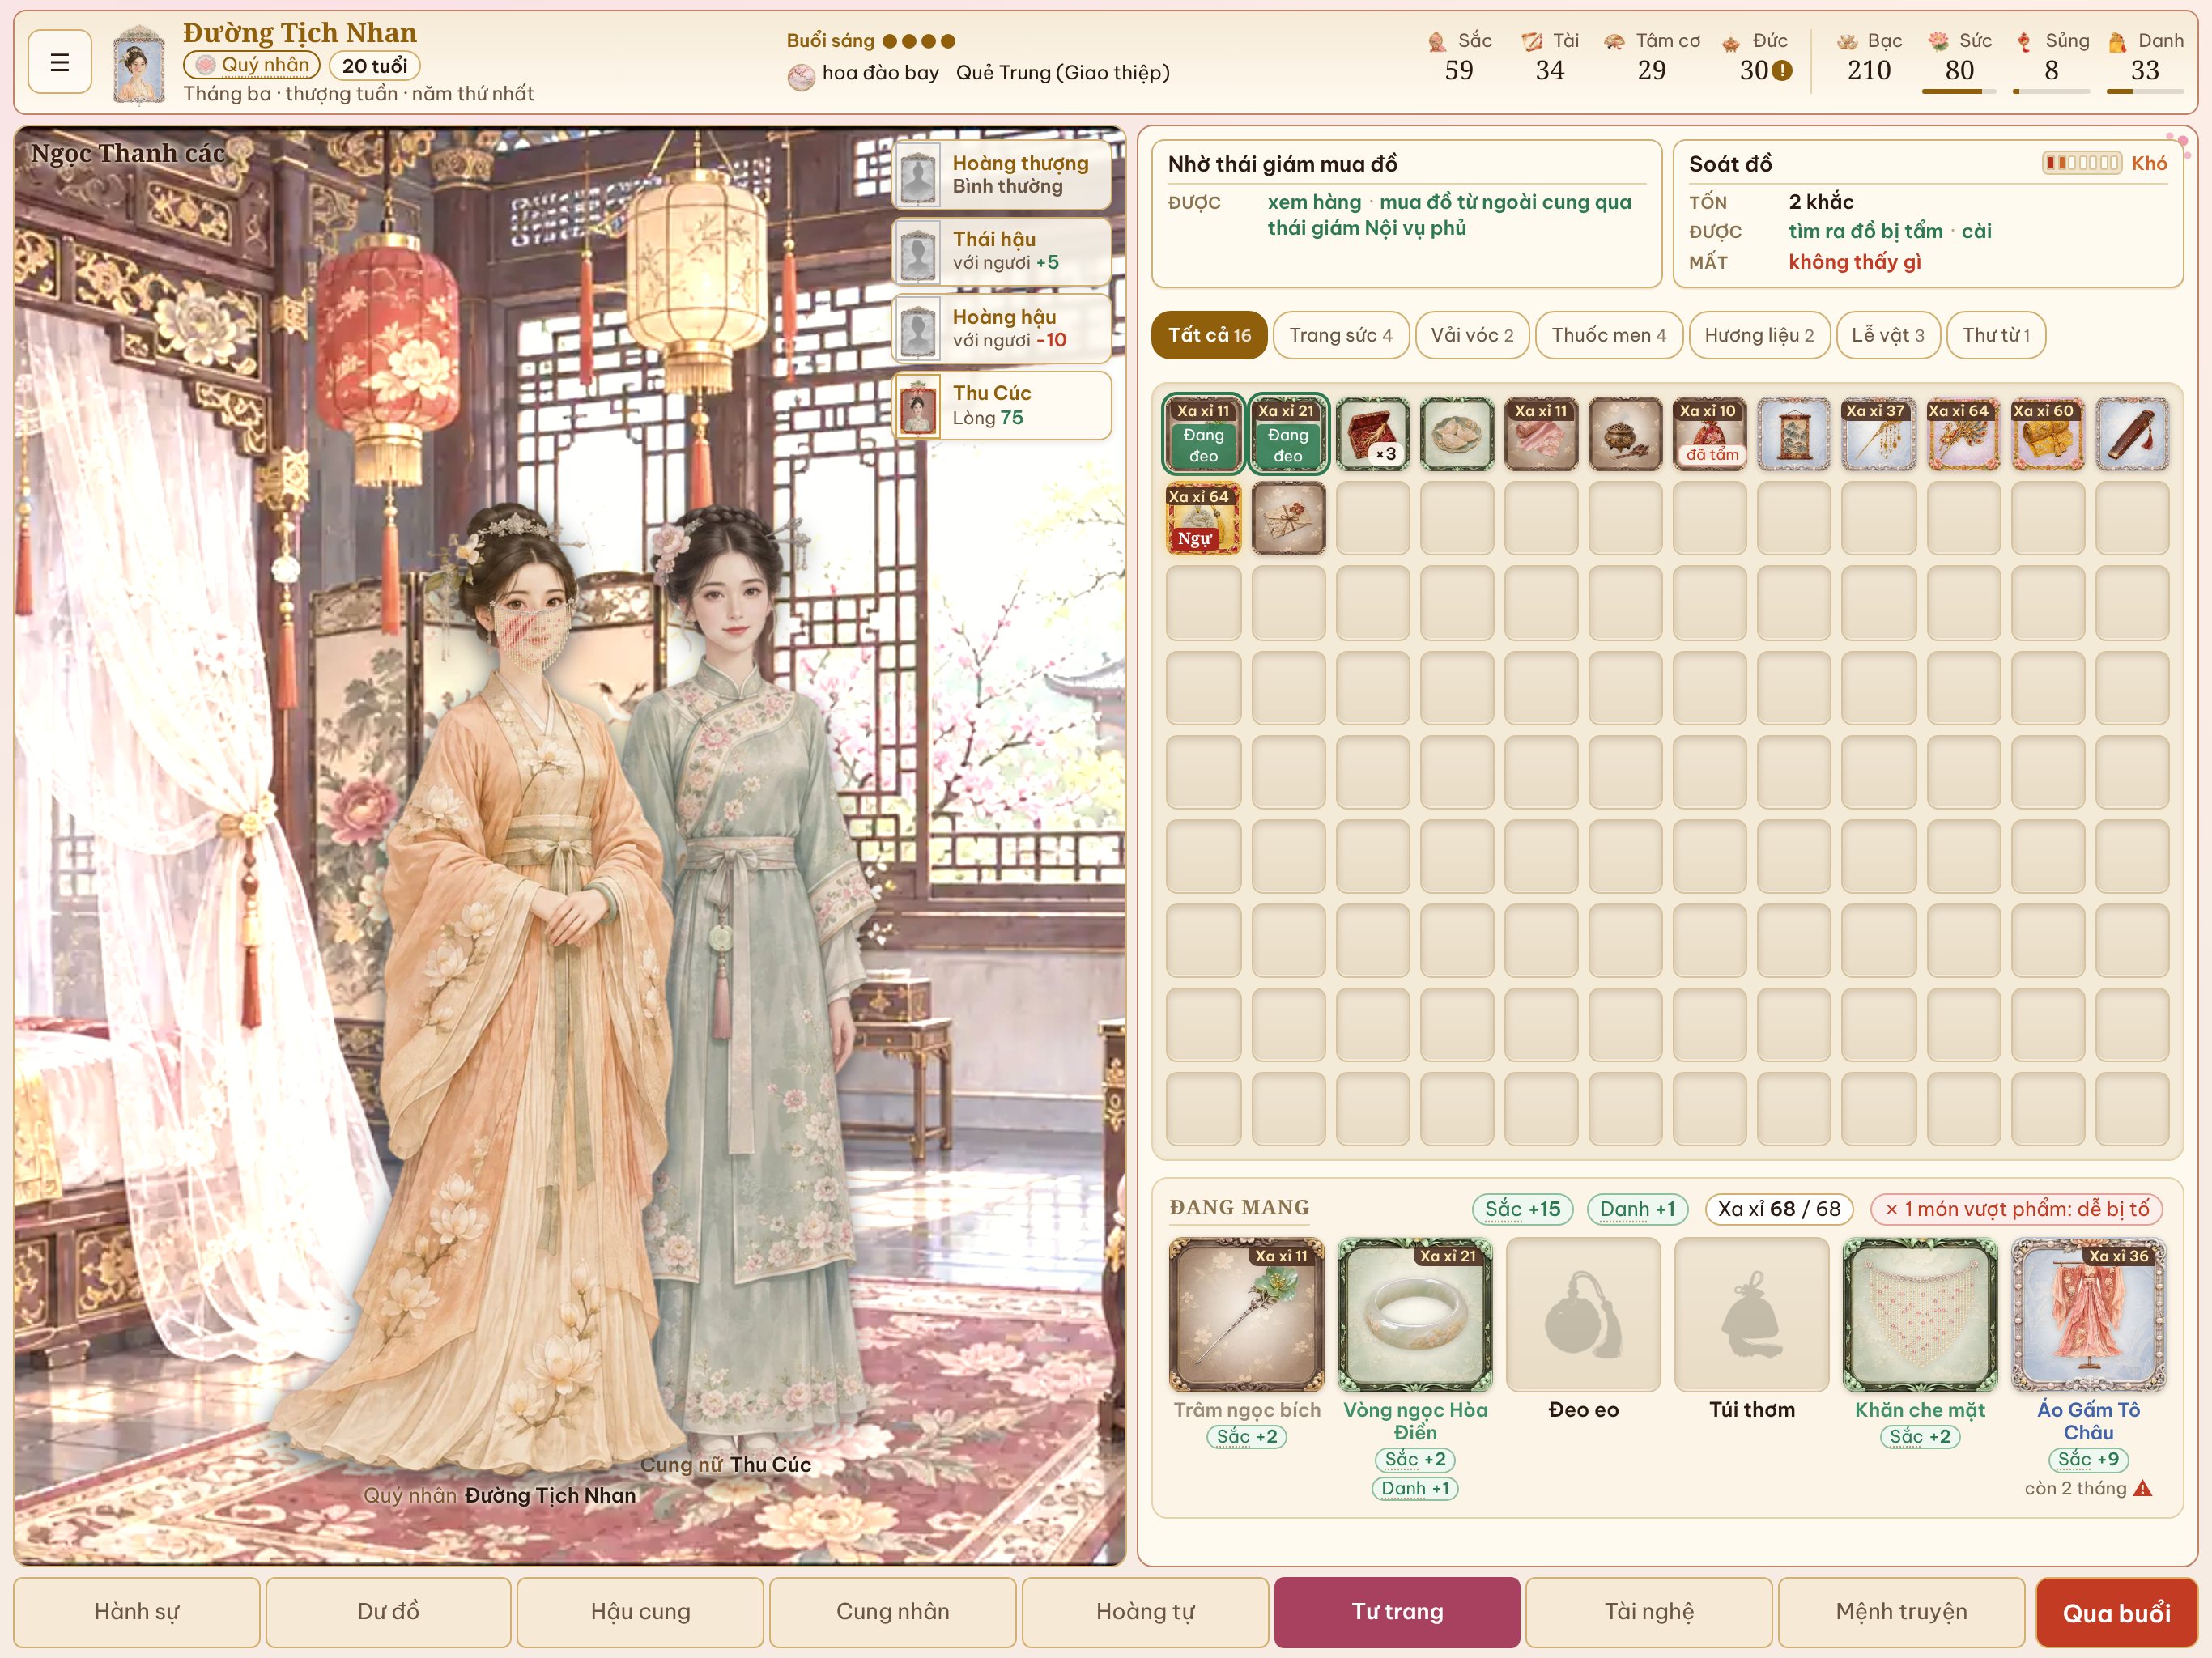 ☰
Đường Tịch Nhan
Quý nhân 20 tuổi
Tháng ba · thượng tuần · năm thứ nhất
Buổi sáng
hoa đào bay Quẻ Trung (Giao thiệp)
Sắc Tài Tâm cơ Đức Bạc Sức Sủng Danh
59 34 29 30 ! 210 80 8 33
Ngọc Thanh các
Hoàng thượng
Bình thường
Thái hậu
với ngươi +5
Hoàng hậu
với ngươi -10
Thu Cúc
Lòng 75
Cung nữ Thu Cúc
Quý nhân Đường Tịch Nhan
Nhờ thái giám mua đồ
ĐƯỢC xem hàng · mua đồ từ ngoài cung qua
thái giám Nội vụ phủ
Soát đồ Khó
TỐN 2 khắc
ĐƯỢC tìm ra đồ bị tẩm · cài
MẤT không thấy gì
Tất cả 16 Trang sức 4 Vải vóc 2 Thuốc men 4 Hương liệu 2 Lễ vật 3 Thư từ 1
Xa xỉ 11 Xa xỉ 21 Xa xỉ 11 Xa xỉ 10 Xa xỉ 37 Xa xỉ 64 Xa xỉ 60
Đang đeo Đang đeo ×3 đã tẩm
Xa xỉ 64
Ngự
ĐANG MANG Sắc +15 Danh +1 Xa xỉ 68 / 68 × 1 món vượt phẩm: dễ bị tố
Xa xỉ 11 Xa xỉ 21 Xa xỉ 36
Trâm ngọc bích
Sắc +2
Vòng ngọc Hòa
Điền
Sắc +2
Danh +1
Đeo eo
Túi thơm
Khăn che mặt
Sắc +2
Áo Gấm Tô
Châu
Sắc +9
còn 2 tháng
Hành sự Dư đồ Hậu cung Cung nhân Hoàng tự Tư trang Tài nghệ Mệnh truyện Qua buổi